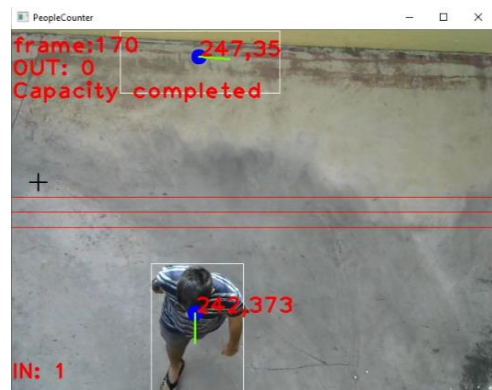 PeopleCounter
frame:170
247,35
OUT: 0
Capacity completed
242,373
IN: 1